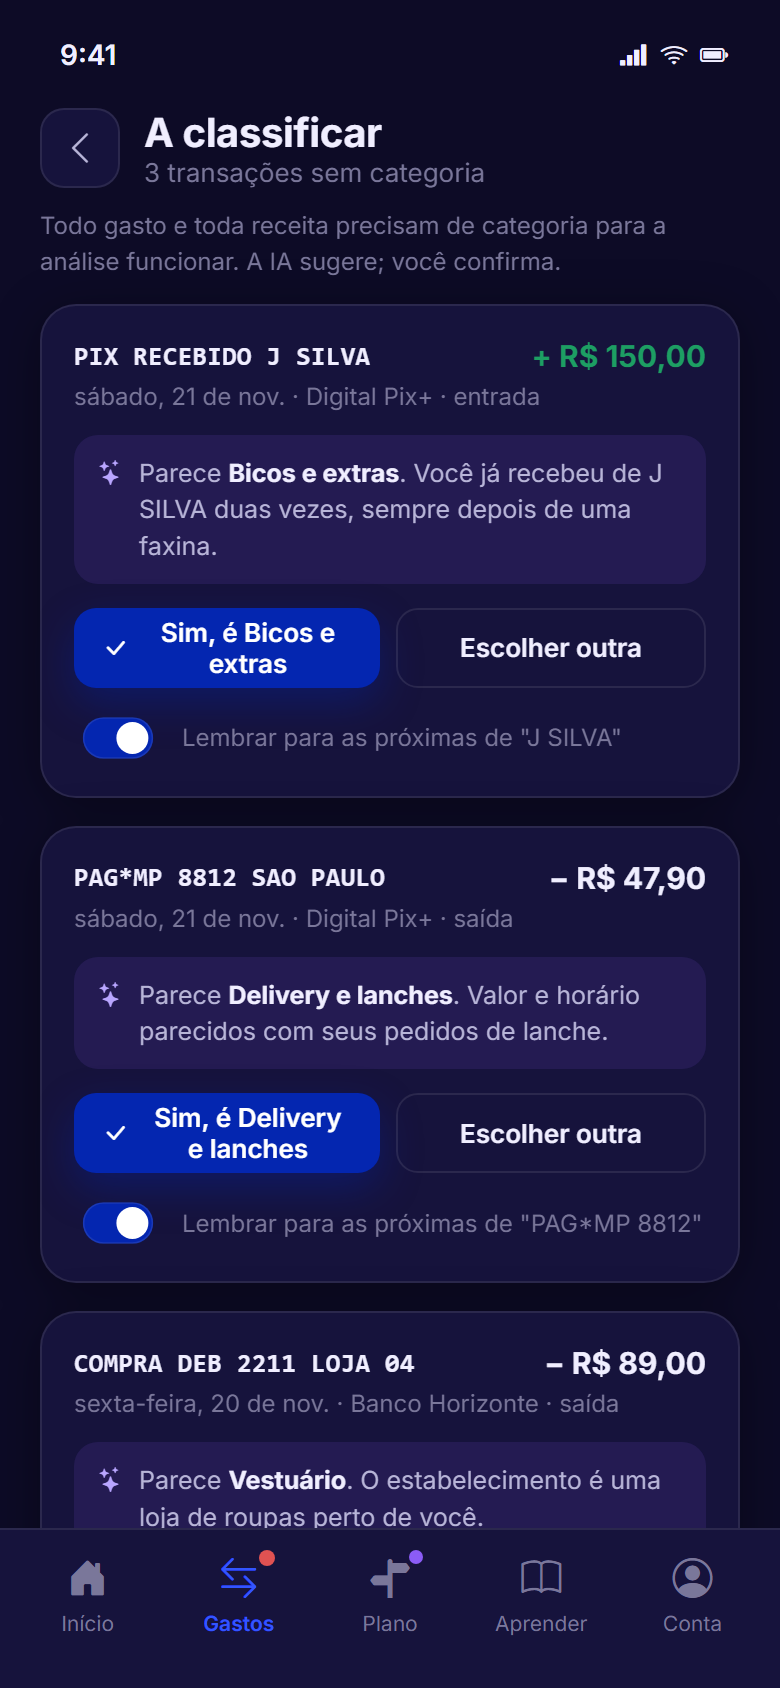 9:41
A classificar
3 transações sem categoria
Todo gasto e toda receita precisam de categoria para a
análise funcionar. A IA sugere; você confirma.
PIX RECEBIDO J SILVA
+ R$ 150,00
sábado, 21 de nov. · Digital Pix+ · entrada
Parece Bicos e extras. Você já recebeu de J
SILVA duas vezes, sempre depois de uma
faxina.
Sim, é Bicos e
extras
Escolher outra
Lembrar para as próximas de "J SILVA"
PAG*MP 8812 SAO PAULO
– R$ 47,90
sábado, 21 de nov. · Digital Pix+ · saída
Parece Delivery e lanches. Valor e horário
parecidos com seus pedidos de lanche.
Sim, é Delivery
e lanches
Escolher outra
Lembrar para as próximas de "PAG*MP 8812"
COMPRA DEB 2211 LOJA 04
– R$ 89,00
sexta-feira, 20 de nov. · Banco Horizonte · saída
Parece Vestuário. O estabelecimento é uma
loja de roupas perto de você.
Início
Gastos
Plano
Aprender
Conta